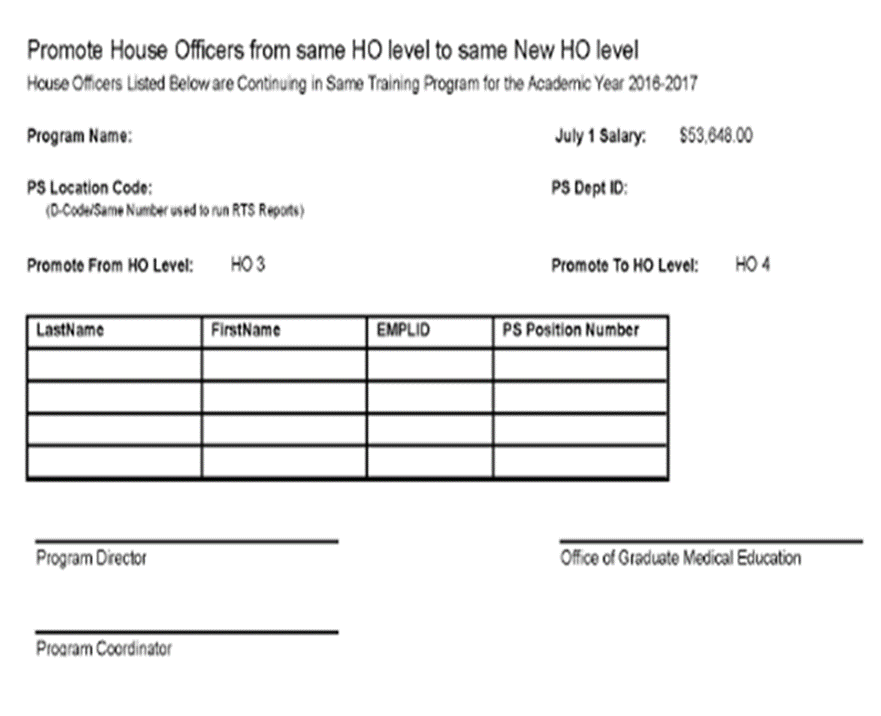 Promote House Officers from same HO level to same New HO level
House Officers Listed Below are Continuing in Same Training Program for the Academic Year 2016-2017
Program Name: July 1 Salary: $53,648.00
PS Location Code: PS Dept ID:
(D-Code/Same Number used to run RTS Reports)
Promote From HO Level: HO 3 Promote To HO Level: HO 4
LastName FirstName EMPLID PS Position Number
Program Director Office of Graduate Medical Education
Program Coordinator